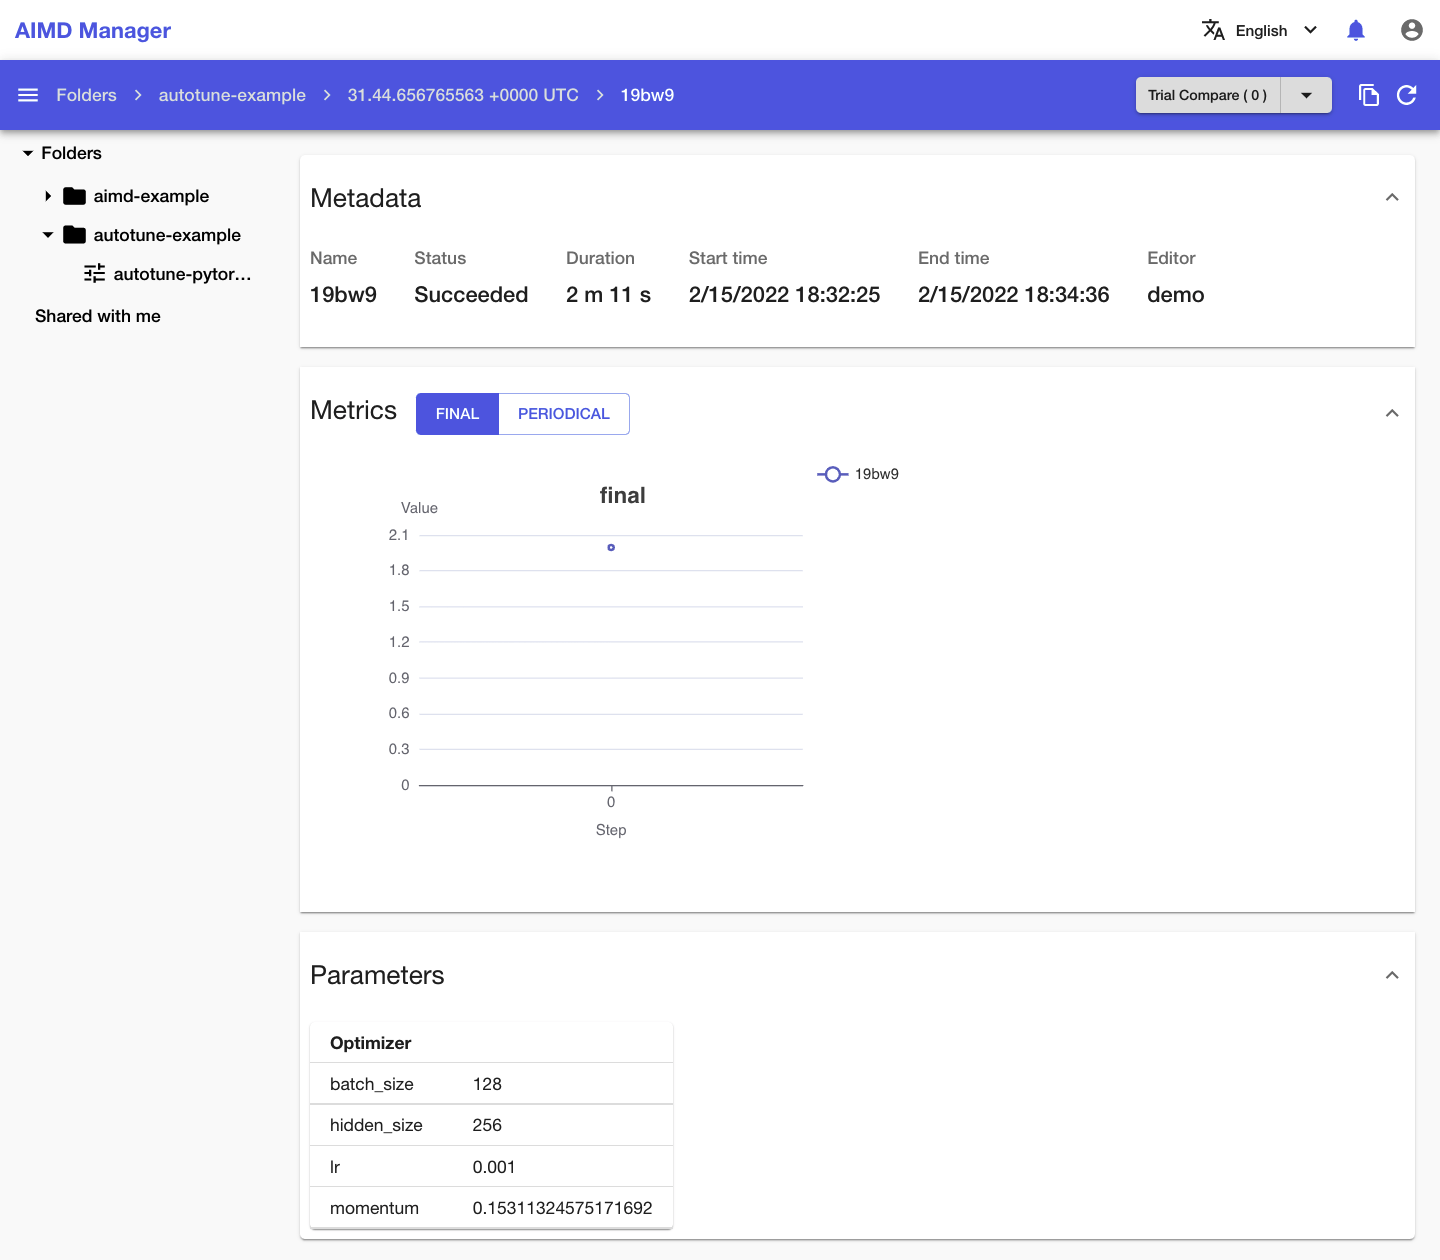 AIMD Manager
English
Folders > autotune-example > 31.44.656765563 +0000 UTC > 19bw9
Trial Compare ( 0 )
Folders
aimd-example
autotune-example
autotune-pytor...
Shared with me
Metadata
Name Status Duration Start time End time Editor
19bw9 Succeeded 2 m 11 s 2/15/2022 18:32:25 2/15/2022 18:34:36 demo
Metrics FINAL PERIODICAL
19bw9
final
Value
2.1
1.8
1.5
1.2
0.9
0.6
0.3
0
0
Step
Parameters
Optimizer
batch_size 128
hidden_size 256
lr 0.001
momentum 0.15311324575171692